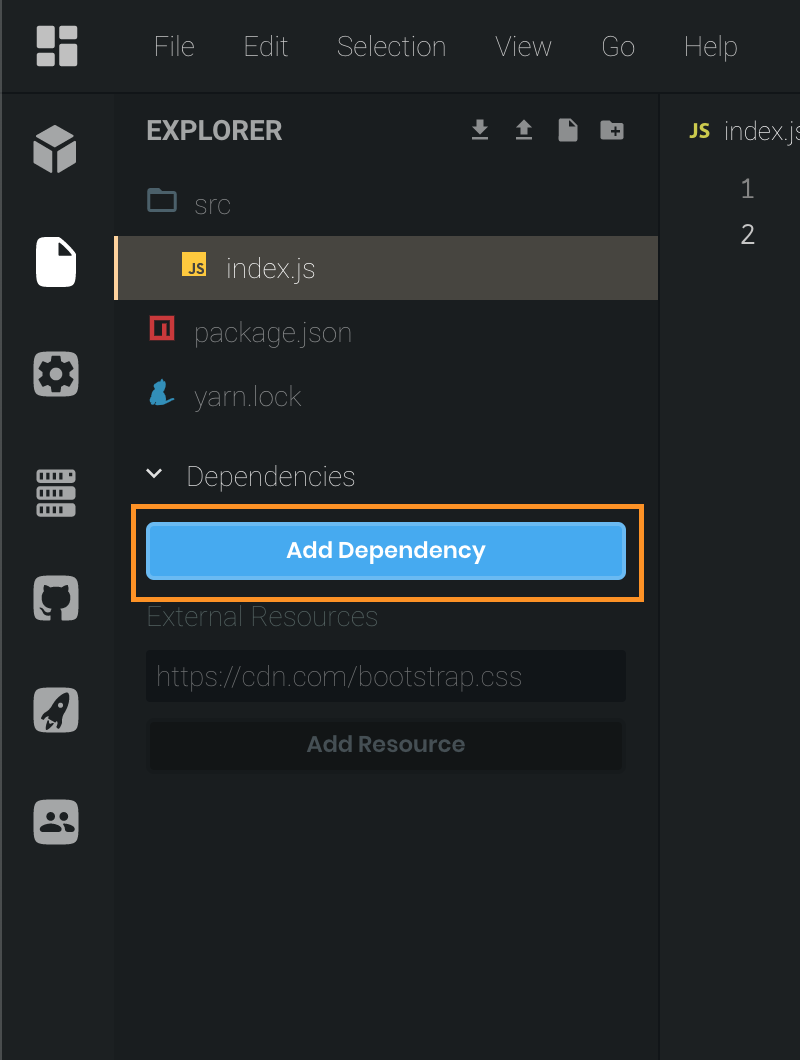 File Edit Selection View Go Help
EXPLORER
src
JS index.js
package.json
yarn.lock
Dependencies
Add Dependency
External Resources
https://cdn.com/bootstrap.css
Add Resource
JS index.js
1
2